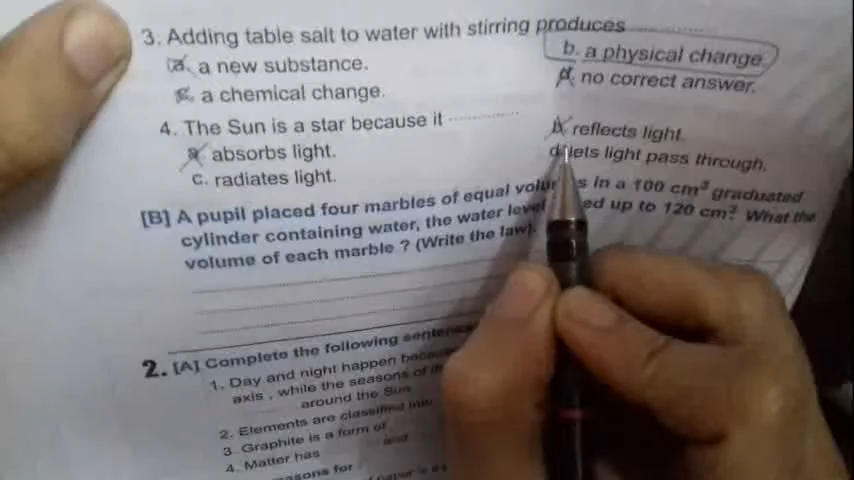 3. Adding table salt to water with stirring produces ............
a. a new substance.
b. a physical change.
c. a chemical change.
d. no correct answer.
4. The Sun is a star because it ............
a. absorbs light.
b. reflects light.
c. radiates light.
d. lets light pass through.
[B] A pupil placed four marbles of equal in a 100 cm³ graduated
cylinder containing water, the water level up to 120 cm³. What the
volume of each marble ? (Write the law).
2. [A] Complete the following
1. Day and night happen
axis , while the seasons of
around the Sun
2. Elements are classified into
3. Graphite is a form of
4. Matter has and
for
paper is